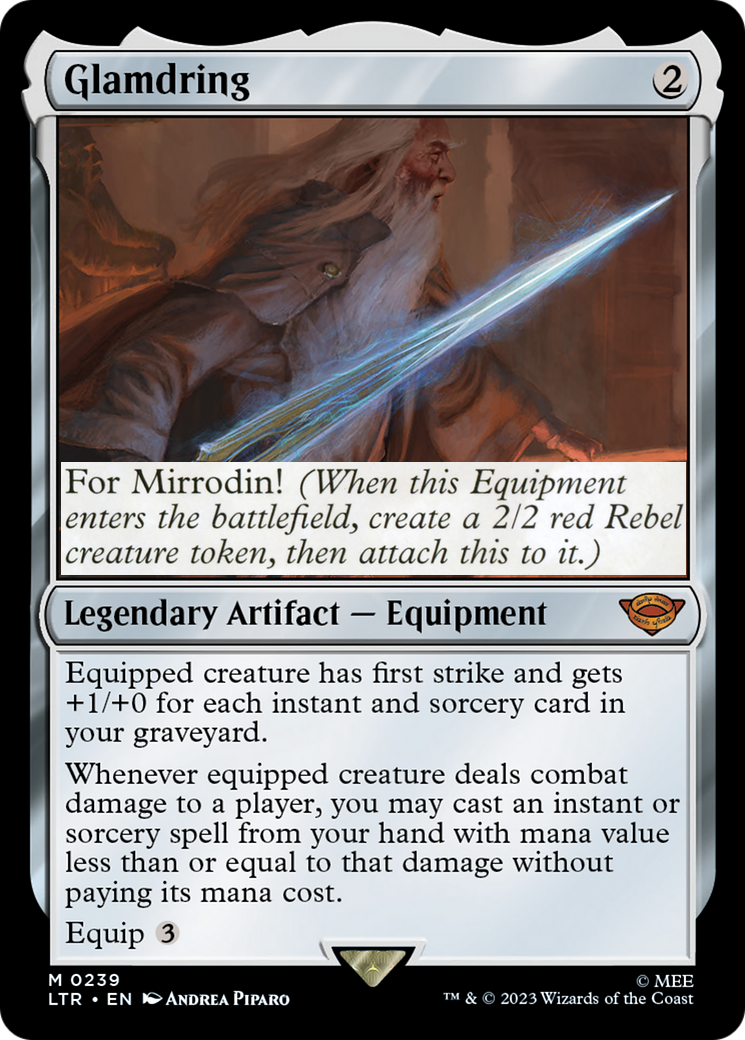 Glamdring 2
For Mirrodin! (When this Equipment
enters the battlefield, create a 2/2 red Rebel
creature token, then attach this to it.)
Legendary Artifact — Equipment
Equipped creature has first strike and gets
+1/+0 for each instant and sorcery card in
your graveyard.
Whenever equipped creature deals combat
damage to a player, you may cast an instant or
sorcery spell from your hand with mana value
less than or equal to that damage without
paying its mana cost.
Equip 3
M 0239
© MEE
LTR • EN Andrea Piparo
™ & © 2023 Wizards of the Coast